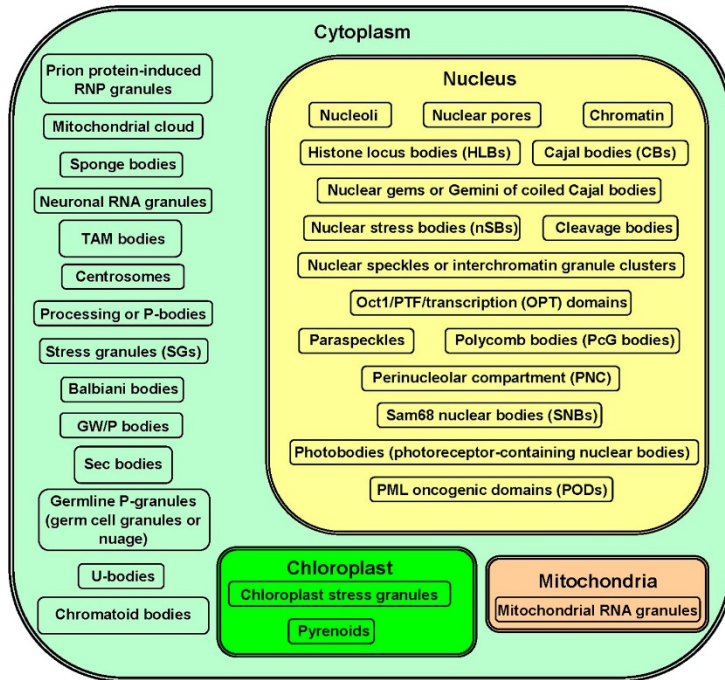 Cytoplasm
Prion protein-induced
RNP granules
Mitochondrial cloud
Sponge bodies
Neuronal RNA granules
TAM bodies
Centrosomes
Processing or P-bodies
Stress granules (SGs)
Balbiani bodies
GW/P bodies
Sec bodies
Germline P-granules
(germ cell granules or
nuage)
U-bodies
Chromatoid bodies
Nucleus
Nucleoli
Nuclear pores
Chromatin
Histone locus bodies (HLBs)
Cajal bodies (CBs)
Nuclear gems or Gemini of coiled Cajal bodies
Nuclear stress bodies (nSBs)
Cleavage bodies
Nuclear speckles or interchromatin granule clusters
Oct1/PTF/transcription (OPT) domains
Paraspeckles
Polycomb bodies (PcG bodies)
Perinucleolar compartment (PNC)
Sam68 nuclear bodies (SNBs)
Photobodies (photoreceptor-containing nuclear bodies)
PML oncogenic domains (PODs)
Chloroplast
Chloroplast stress granules
Pyrenoids
Mitochondria
Mitochondrial RNA granules